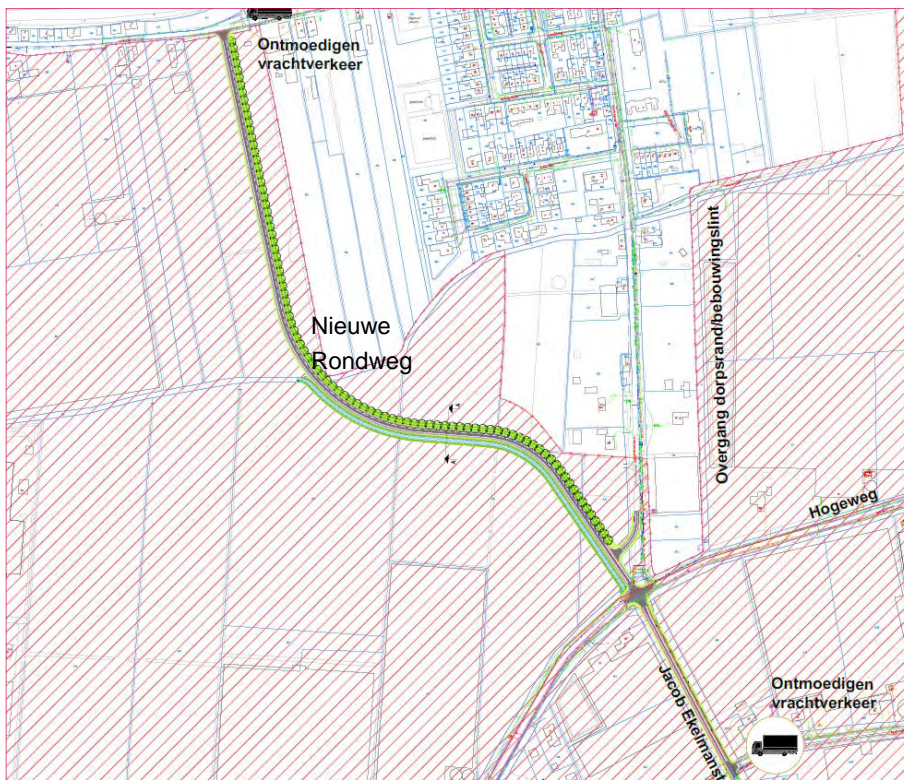 Ontmoedigen
vrachtverkeer
Nieuwe
Rondweg
Overgang dorpsrand/bebouwingslint
Hogeweg
Jacob Ekelmanst
Ontmoedigen
vrachtverkeer